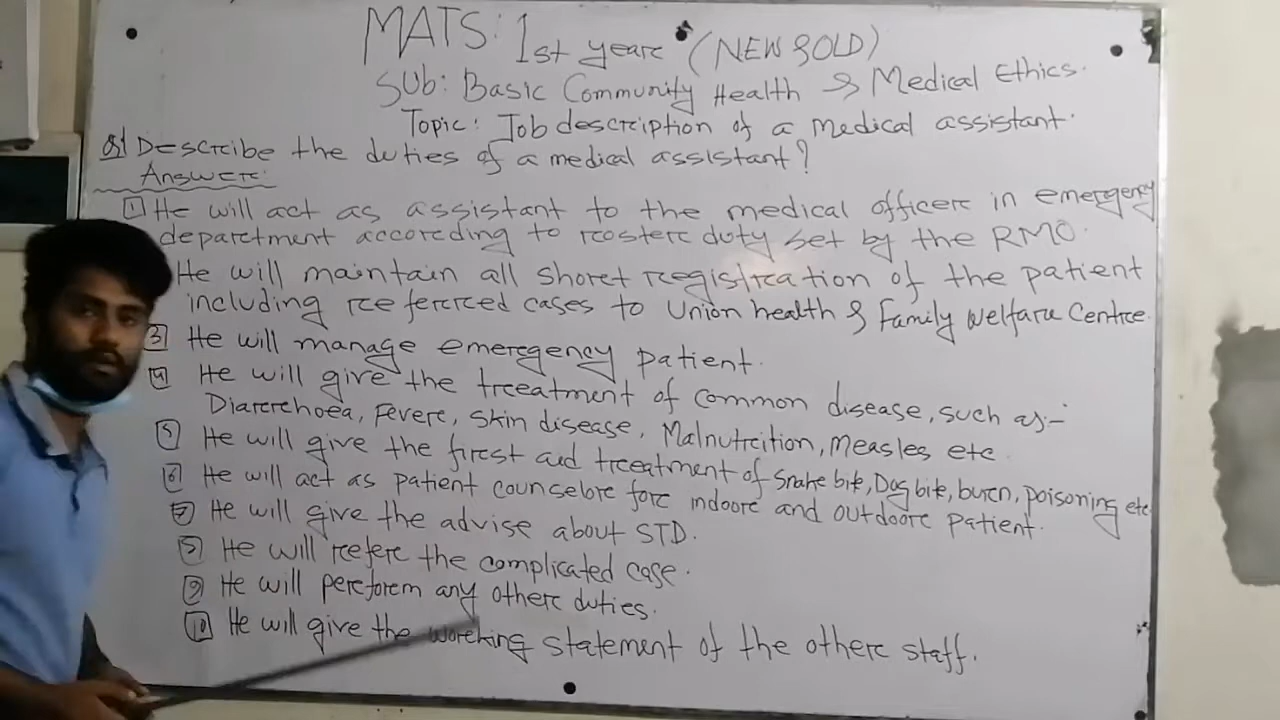 MATS: 1st year (NEW & OLD)
Sub: Basic Community Health & Medical Ethics.
Topic: Job description of a Medical assistant.
Q1 Describe the duties of a medical assistant?
Answer:
1 He will act as assistant to the medical officer in emergency
department according to roster duty set by the RMO.
He will maintain all short registration of the patient
including referred cases to Union health & Family Welfare Centre.
3 He will manage emergency patient.
4 He will give the treatment of common disease, such as:-
Diarrhoea, Fever, Skin disease, Malnutrition, Measles etc
5 He will give the first aid treatment of Snake bite, Dog bite, burn, poisoning etc
6 He will act as patient counselor for indoor and outdoor patient.
7 He will give the advise about STD.
8 He will refer the complicated case.
9 He will perform any other duties.
10 He will give the working statement of the other staff.